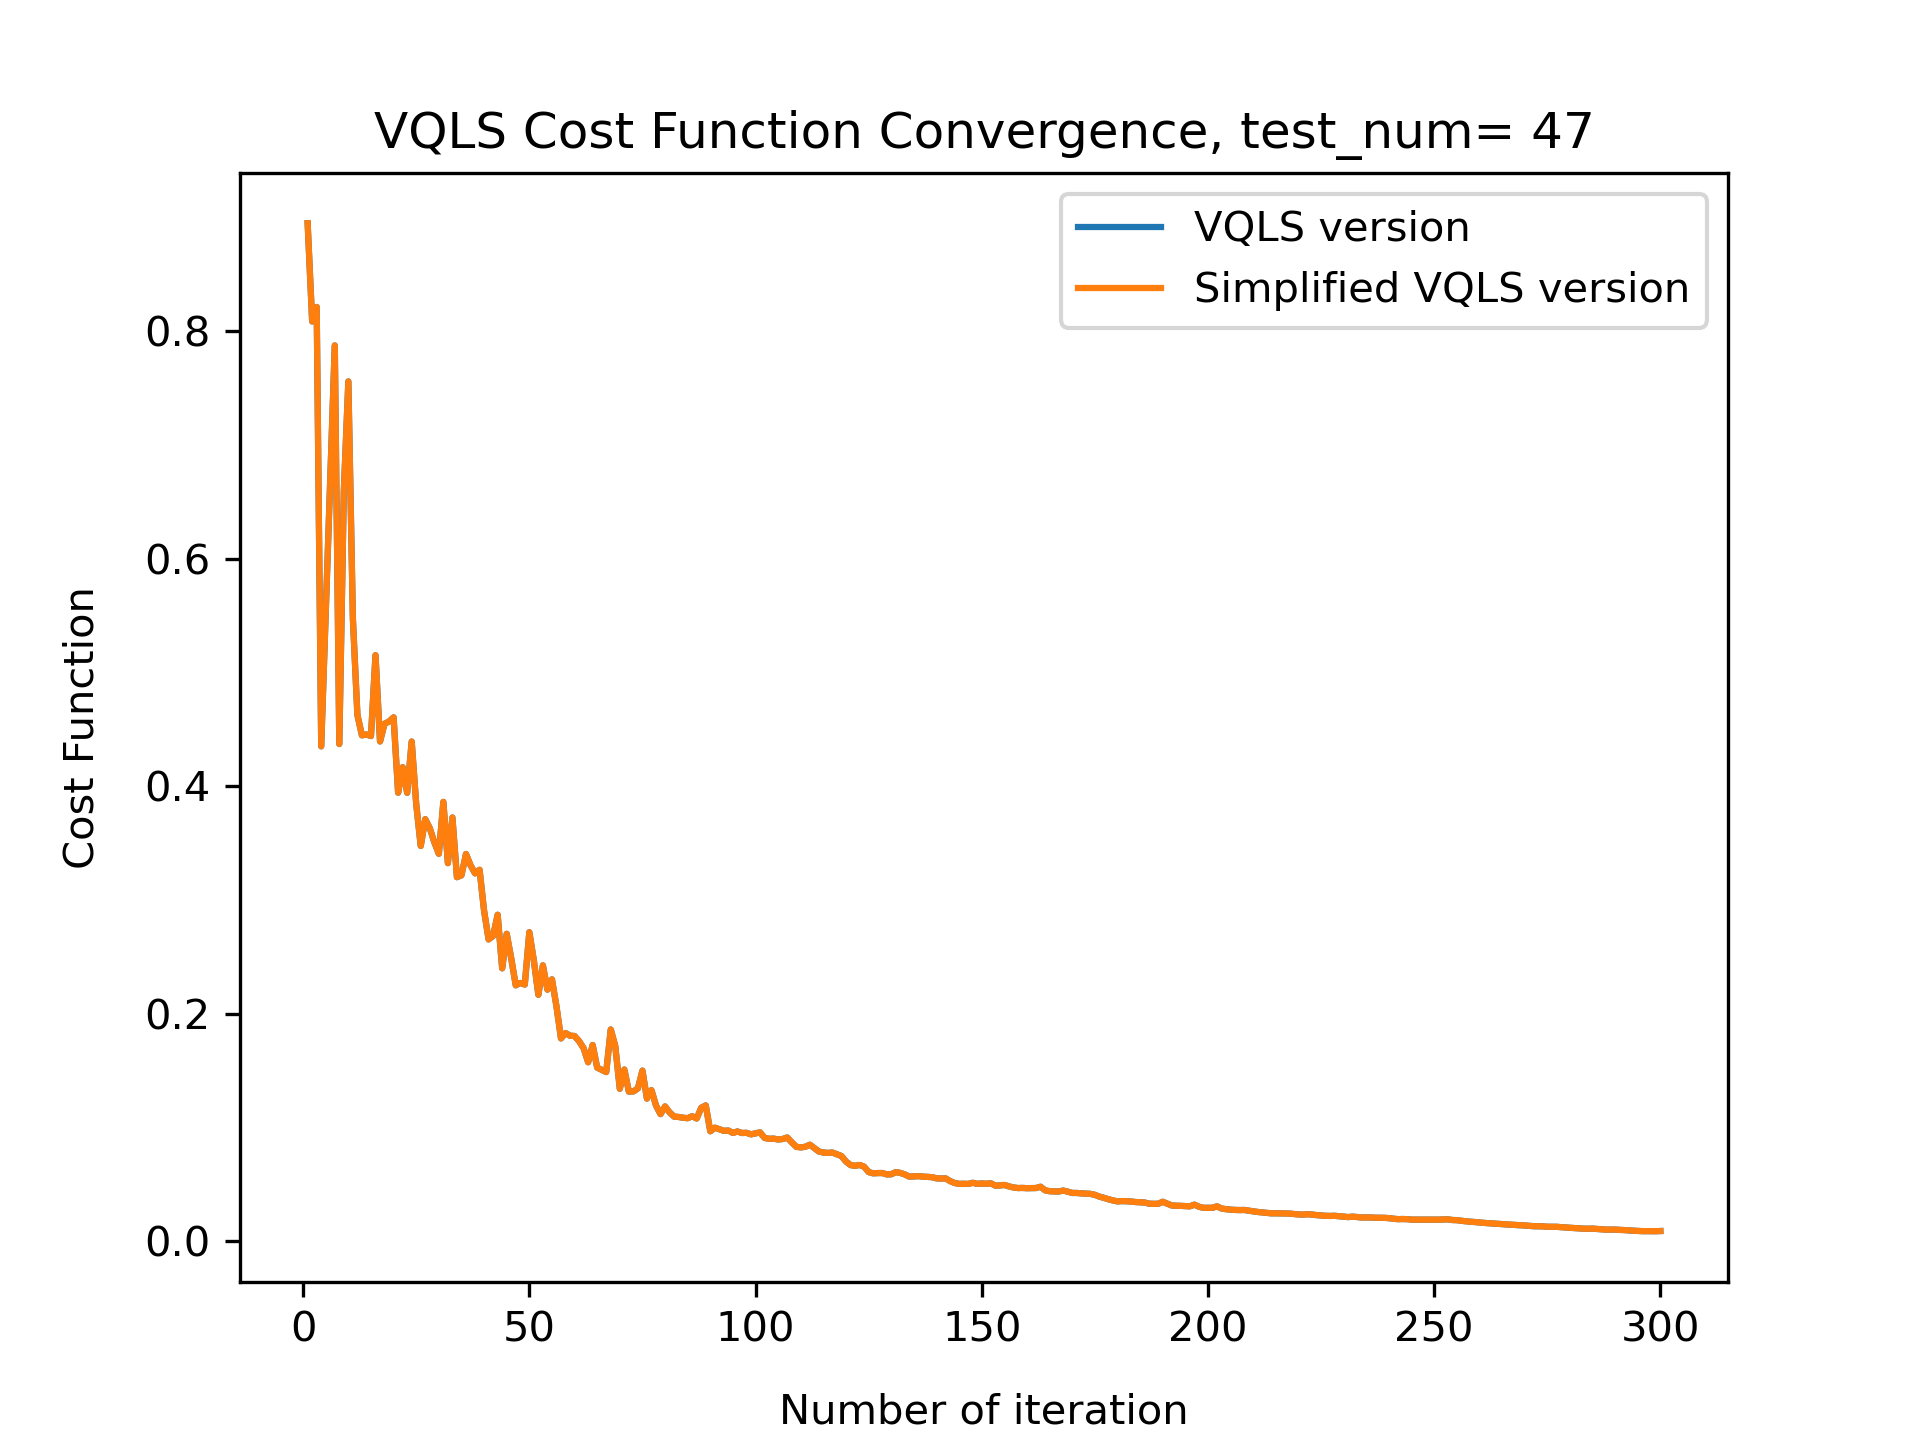 VQLS Cost Function Convergence, test_num= 47
VQLS version
Simplified VQLS version
Cost Function
0.8
0.6
0.4
0.2
0.0
0 50 100 150 200 250 300
Number of iteration